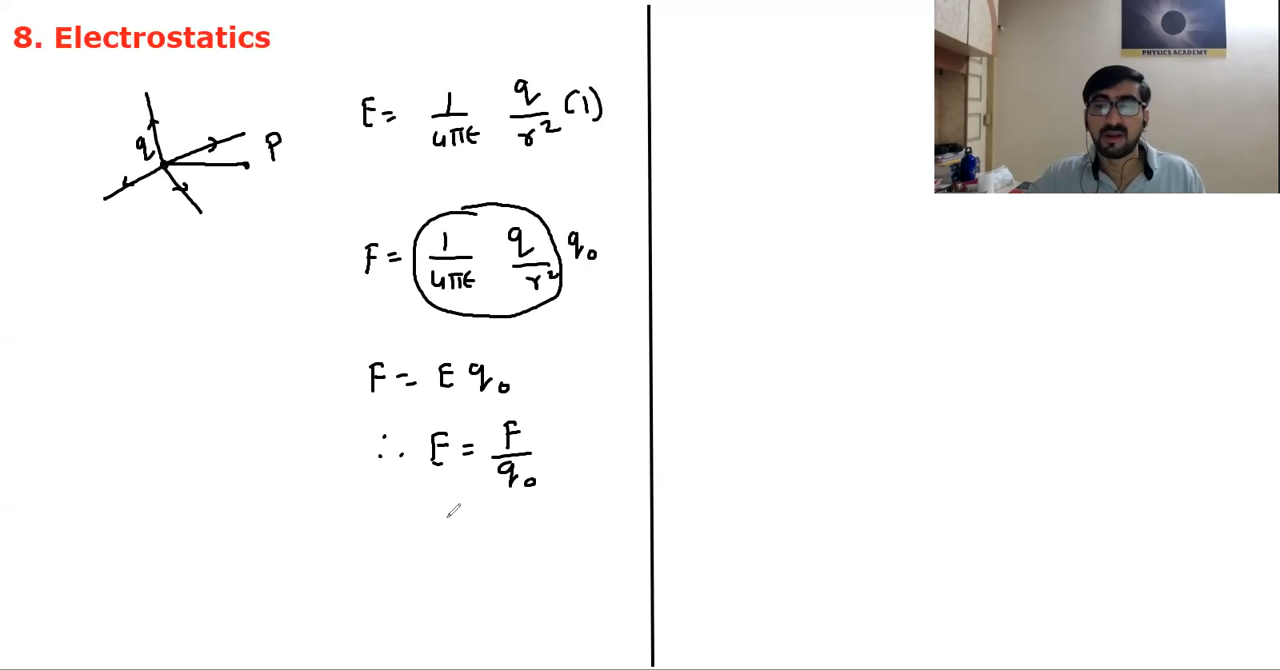 8. Electrostatics
PHYSICS ACADEMY
q
P
E = 1/4πϵ q/r² (1)
F = 1/4πϵ q/r² q₀
F = E q₀
∴ E = F/q₀